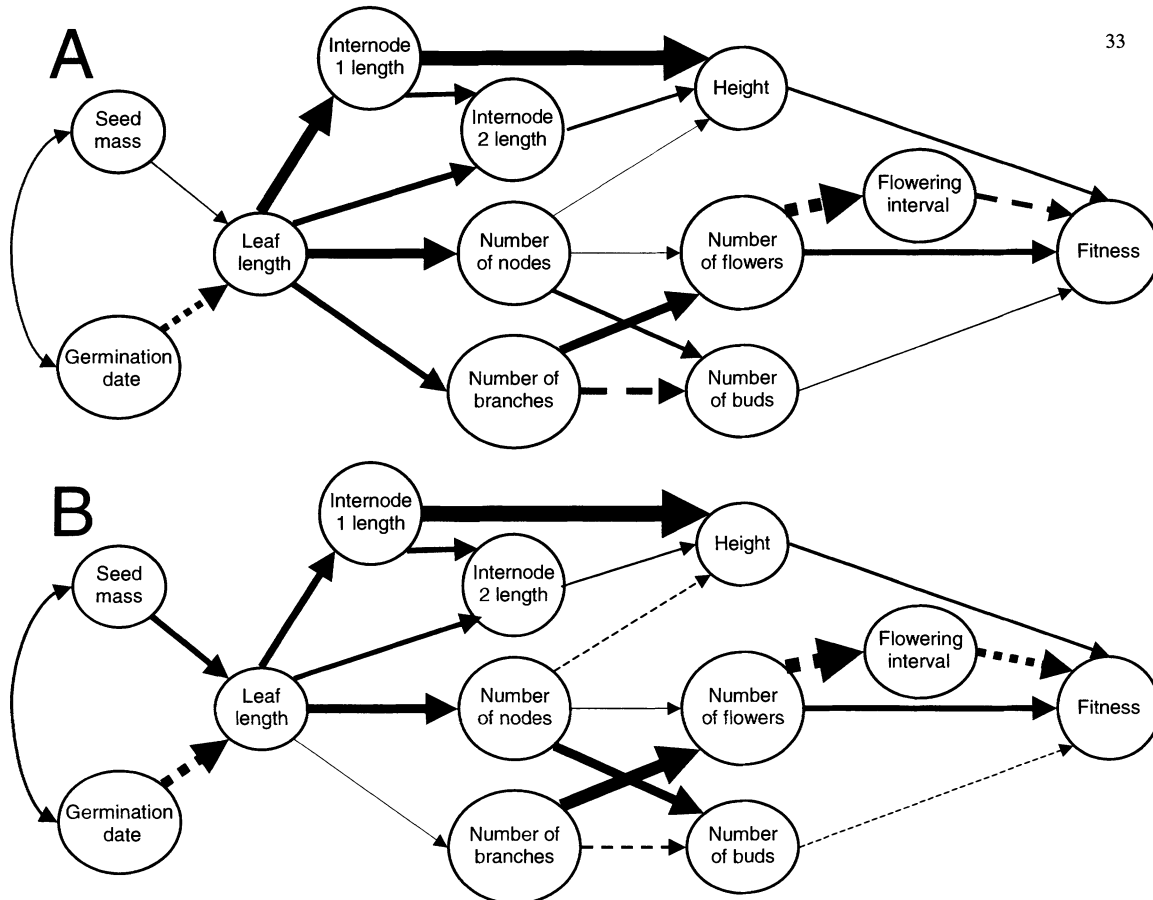 33
A
Internode
1 length
Height
Seed
mass
Internode
2 length
Flowering
interval
Leaf
length
Number
of nodes
Number
of flowers
Fitness
Germination
date
Number of
branches
Number
of buds
B
Internode
1 length
Height
Seed
mass
Internode
2 length
Flowering
interval
Leaf
length
Number
of nodes
Number
of flowers
Fitness
Germination
date
Number of
branches
Number
of buds